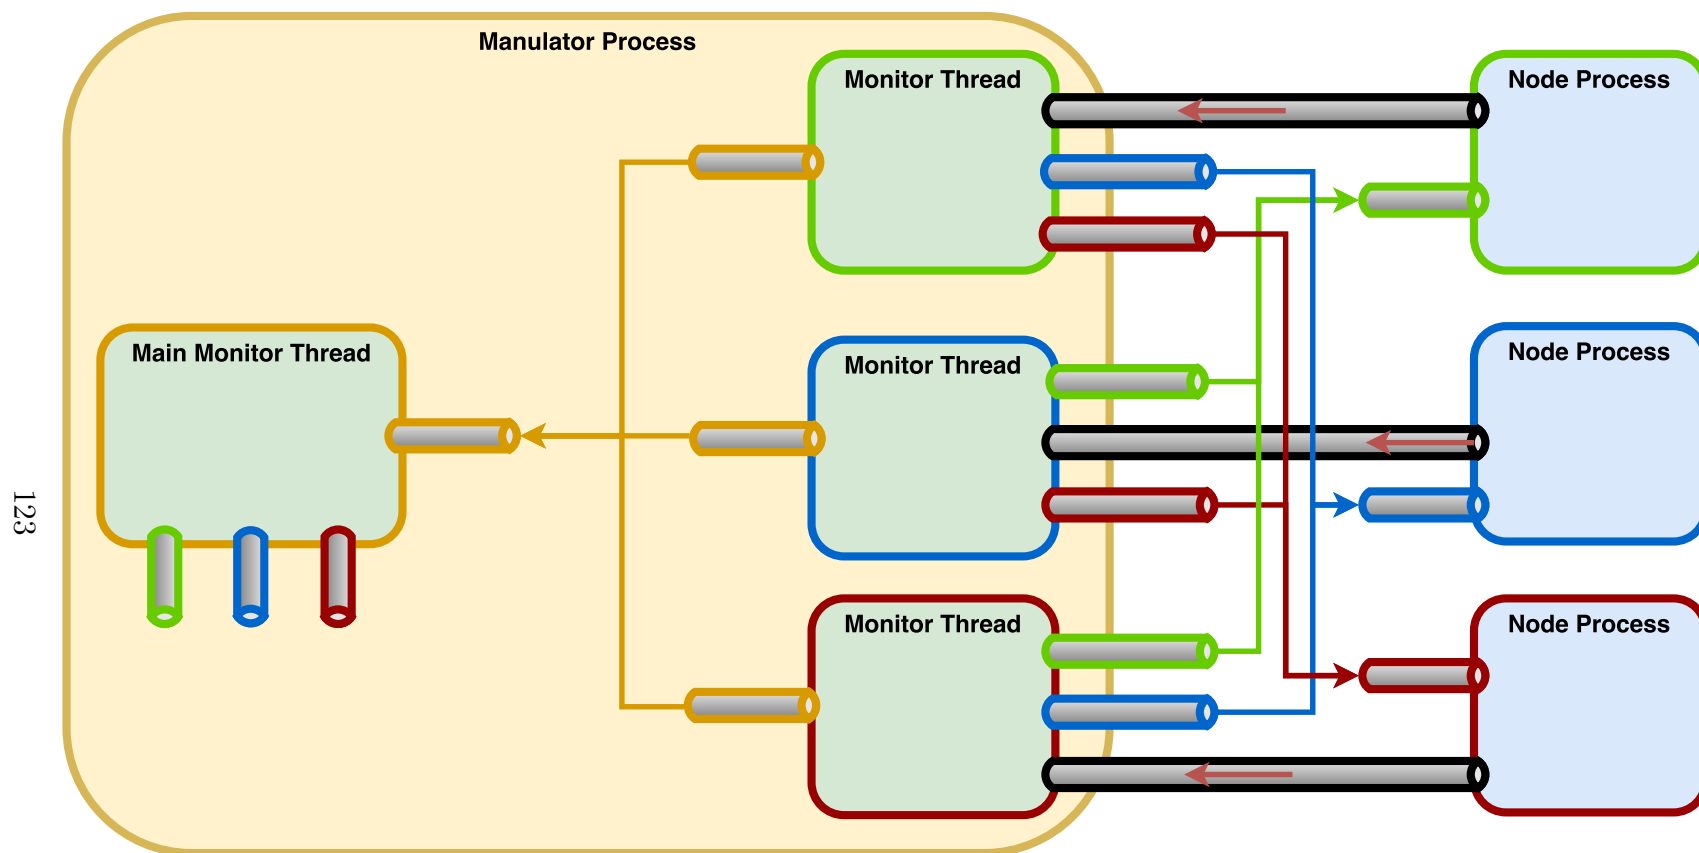 Manulator Process
Monitor Thread
Node Process
Main Monitor Thread
Monitor Thread
Node Process
Monitor Thread
Node Process
123